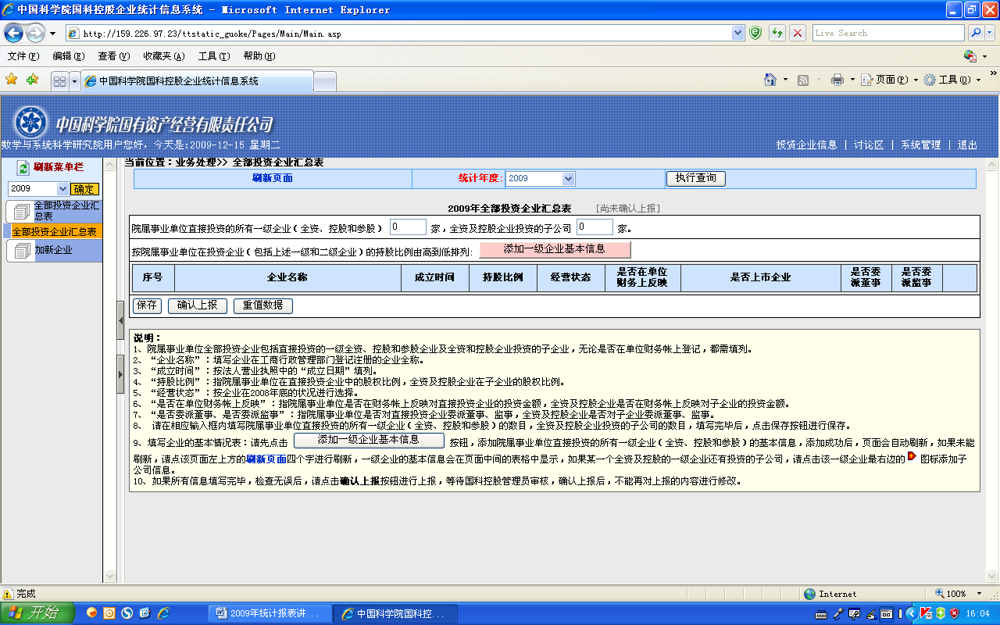 中国科学院国科控股企业统计信息系统 - Microsoft Internet Explorer
http://159.226.97.23/ttstatic_guoke/Pages/Main/Main.asp
Live Search
文件(F) 编辑(E) 查看(V) 收藏夹(A) 工具(T) 帮助(H)
中国科学院国科控股企业统计信息系统
页面(P) 工具(O)
中国科学院国有资产经营有限责任公司
数学与系统科学研究院用户您好，今天是:2009-12-15 星期二
投资企业信息 | 讨论区 | 系统管理 | 退出
刷新菜单栏
2009 确定
全部投资企业汇总表
全部投资企业汇总表
加新企业
当前位置：业务处理>> 全部投资企业汇总表
刷新页面 统计年度: 2009 执行查询
2009年全部投资企业汇总表 [尚未确认上报]
院属事业单位直接投资的所有一级企业（全资、控股和参股） 0 家，全资及控股企业投资的子公司 0 家。
按院属事业单位在投资企业（包括上述一级和二级企业）的持股比例由高到低排列: 添加一级企业基本信息
序号 企业名称 成立时间 持股比例 经营状态 是否在单位财务上反映 是否上市企业 是否委派董事 是否委派监事
保存 确认上报 重值数据
说明：
1、院属事业单位全部投资企业包括直接投资的一级全资、控股和参股企业及全资和控股企业投资的子企业，无论是否在单位财务帐上登记，都需填列。
2、“企业名称”：填写企业在工商行政管理部门登记注册的企业全称。
3、“成立时间”：按法人营业执照中的“成立日期”填列。
4、“持股比例”：指院属事业单位在直接投资企业中的股权比例，全资及控股企业在子企业的股权比例。
5、“经营状态”：按企业在2008年底的状况进行选择。
6、“是否在单位财务帐上反映”：指院属事业单位是否在财务帐上反映对直接投资企业的投资金额，全资及控股企业是否在财务帐上反映对子企业的投资金额。
7、“是否委派董事、是否委派监事”：指院属事业单位是否对直接投资企业委派董事、监事，全资及控股企业是否对子企业委派董事、监事。
8、 请在相应输入框内填写院属事业单位直接投资的所有一级企业（全资、控股和参股）的数目，全资及控股企业投资的子公司的数目，填写完毕后，点击保存按钮进行保存。
9、填写企业的基本情况表：请先点击 添加一级企业基本信息 按钮，添加院属事业单位直接投资的所有一级企业（全资、控股和参股）的基本信息，添加成功后，页面会自动刷新，如果未能
刷新，请点该页面左上方的刷新页面四个字进行刷新，一级企业的基本信息会在页面中间的表格中显示，如果某一个全资及控股的一级企业还有投资的子公司，请点击该一级企业最右边的 图标添加子
公司信息。
10、如果所有信息填写完毕，检查无误后，请点击确认上报按钮进行上报，等待国科控股管理员审核，确认上报后，不能再对上报的内容进行修改。
完成 Internet 100%
开始 2009年统计报表讲... 中国科学院国科控... 16:04